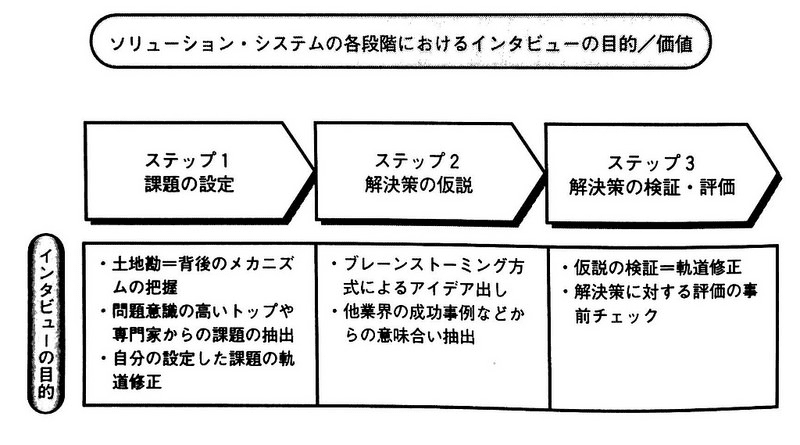 ソリューション・システムの各段階におけるインタビューの目的／価値
ステップ1
課題の設定
ステップ2
解決策の仮説
ステップ3
解決策の検証・評価
インタビューの目的
・土地勘＝背後のメカニズ
ムの把握
・問題意識の高いトップや
専門家からの課題の抽出
・自分の設定した課題の軌
道修正
・ブレーンストーミング方
式によるアイデア出し
・他業界の成功事例などか
らの意味合い抽出
・仮説の検証＝軌道修正
・解決策に対する評価の事
前チェック